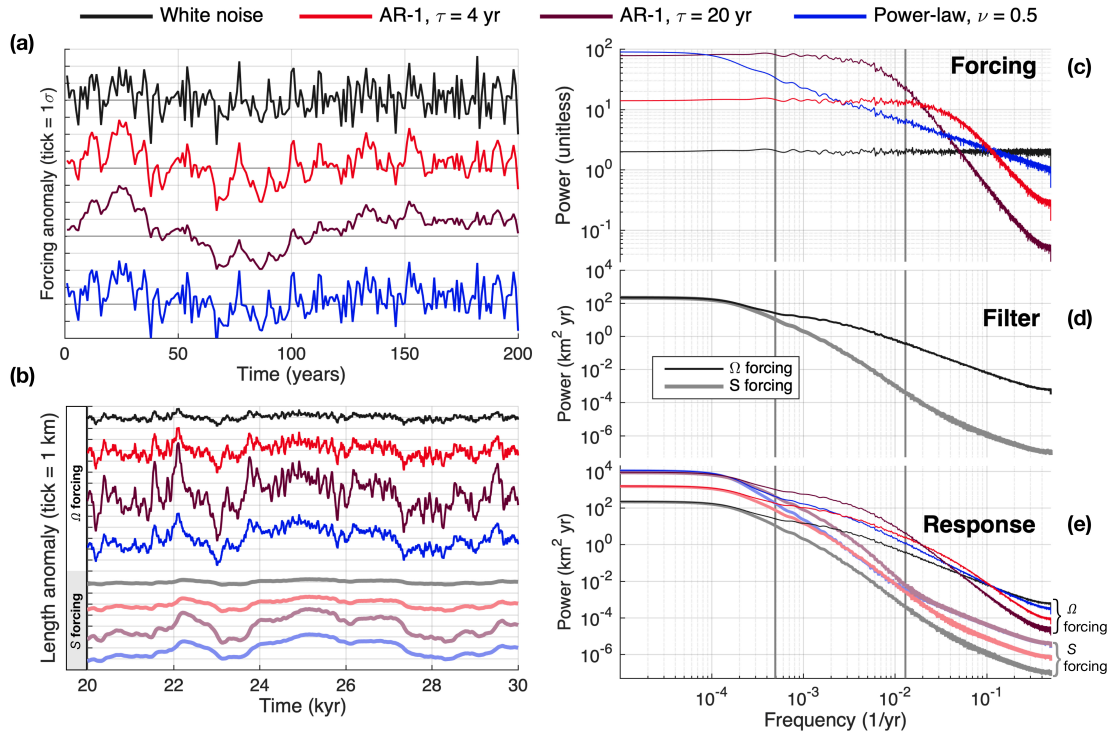 White noise
AR-1, τ = 4 yr
AR-1, τ = 20 yr
Power-law, ν = 0.5
(a)
Forcing anomaly (tick = 1σ)
0
50
100
150
200
Time (years)
(b)
Length anomaly (tick = 1 km)
Ω forcing
S forcing
20
22
24
25
26
28
30
Time (kyr)
(c)
Forcing
Power (unitless)
10²
10¹
10⁰
10⁻¹
(d)
Filter
Power (km² yr)
10⁴
10²
10⁰
10⁻²
10⁻⁴
10⁻⁶
Ω forcing
S forcing
(e)
Response
Power (km² yr)
10⁴
10²
10⁰
10⁻²
10⁻⁴
10⁻⁶
Ω
forcing
S
forcing
10⁻⁴
10⁻³
10⁻²
10⁻¹
Frequency (1/yr)